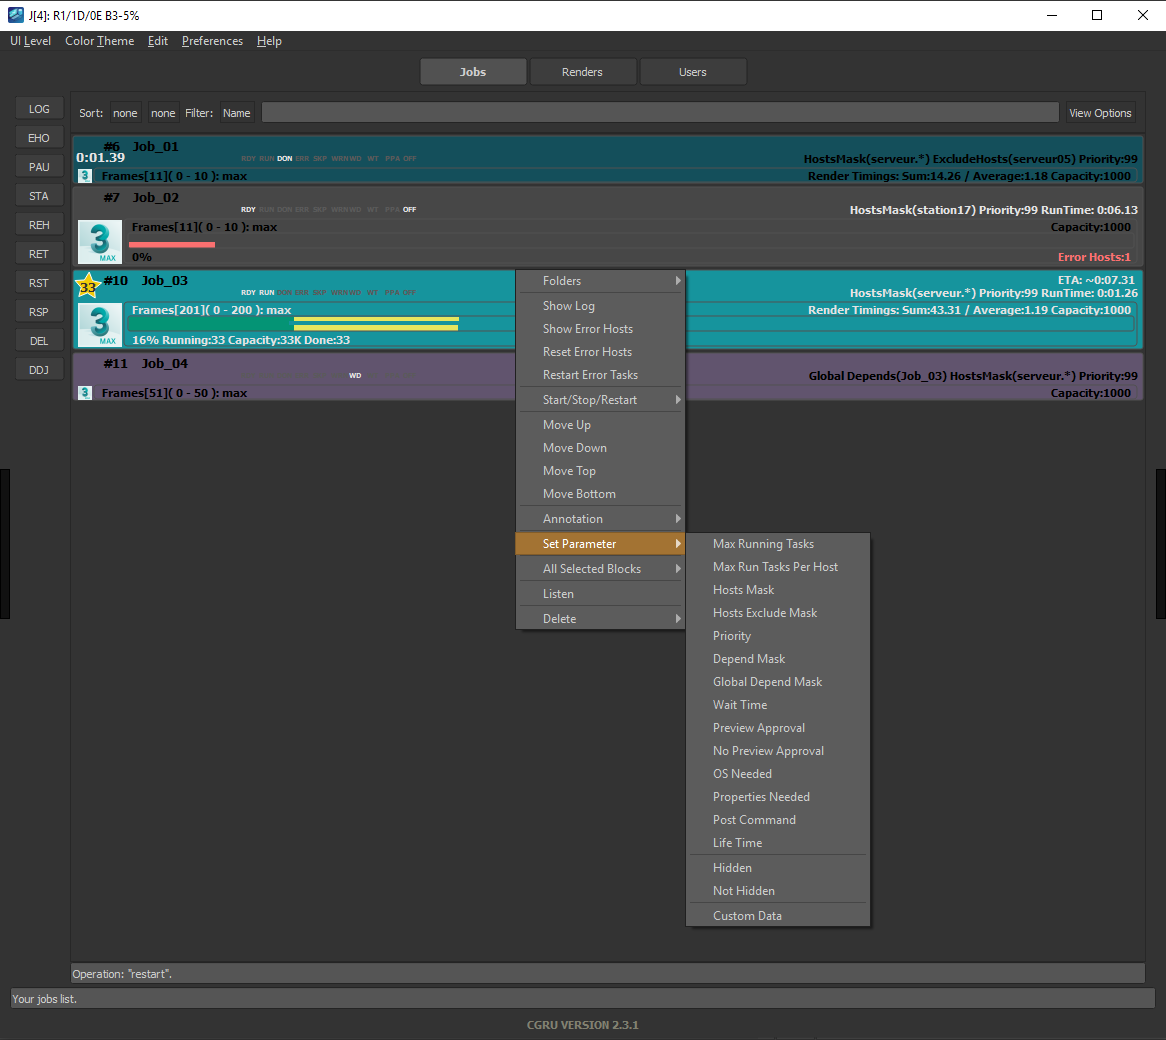 J[4]: R1/1D/0E B3-5%
UI Level Color Theme Edit Preferences Help
Jobs Renders Users
LOG
EHO
PAU
STA
REH
RET
RST
RSP
DEL
DDJ
Sort: none none Filter: Name View Options
#6 Job_01
0:01.39 RDY RUN DON ERR SKP WRN WD WT PPA OFF HostsMask(serveur.*) ExcludeHosts(serveur05) Priority:99
3 Frames[11]( 0 - 10 ): max Render Timings: Sum:14.26 / Average:1.18 Capacity:1000
#7 Job_02
RDY RUN DON ERR SKP WRN WD WT PPA OFF HostsMask(station17) Priority:99 RunTime: 0:06.13
3 MAX
Frames[11]( 0 - 10 ): max Capacity:1000
0% Error Hosts:1
33 #10 Job_03 ETA: ~0:07.31
RDY RUN DON ERR SKP WRN WD WT PPA OFF HostsMask(serveur.*) Priority:99 RunTime: 0:01.26
3 MAX
Frames[201]( 0 - 200 ): max Render Timings: Sum:43.31 / Average:1.19 Capacity:1000
16% Running:33 Capacity:33K Done:33
#11 Job_04
WD Global Depends(Job_03) HostsMask(serveur.*) Priority:99
3 Frames[51]( 0 - 50 ): max Capacity:1000
Folders
Show Log
Show Error Hosts
Reset Error Hosts
Restart Error Tasks
Start/Stop/Restart
Move Up
Move Down
Move Top
Move Bottom
Annotation
Set Parameter
All Selected Blocks
Listen
Delete
Max Running Tasks
Max Run Tasks Per Host
Hosts Mask
Hosts Exclude Mask
Priority
Depend Mask
Global Depend Mask
Wait Time
Preview Approval
No Preview Approval
OS Needed
Properties Needed
Post Command
Life Time
Hidden
Not Hidden
Custom Data
Operation: "restart".
Your jobs list.
CGRU VERSION 2.3.1